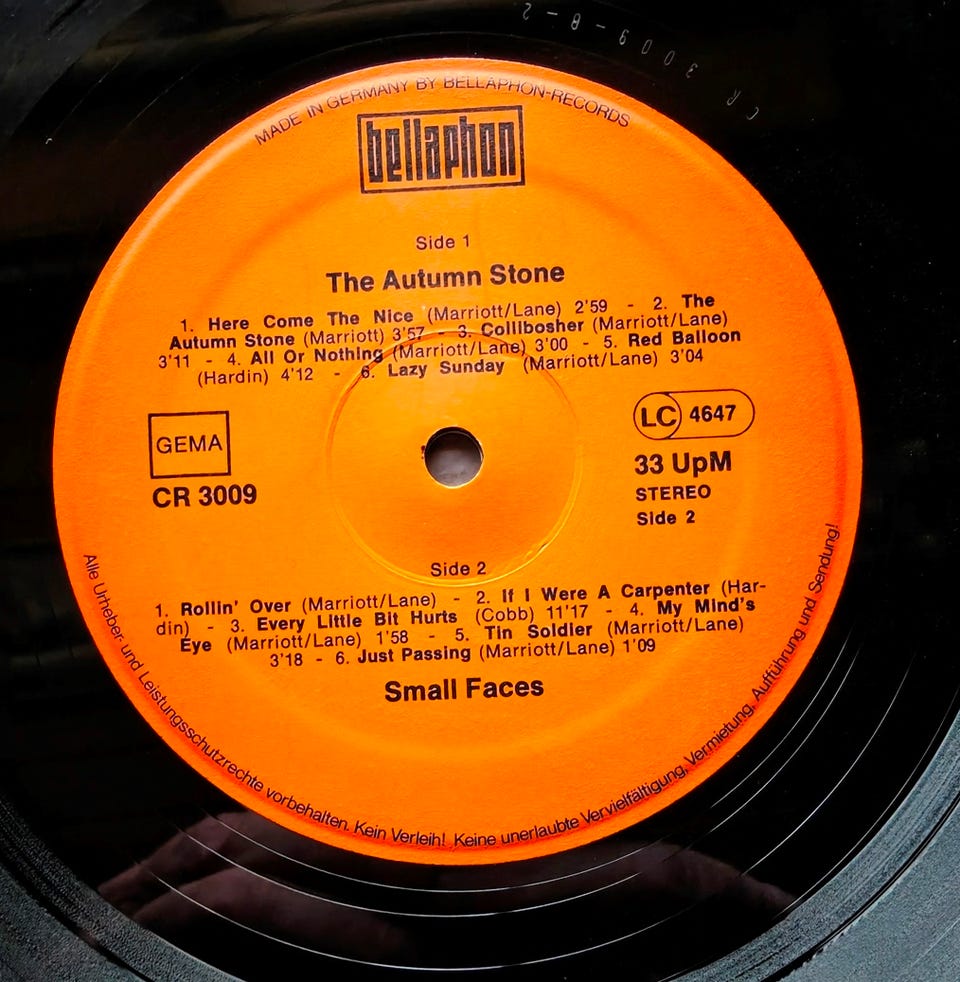 CR 3009-B-2
MADE IN GERMANY BY BELLAPHON-RECORDS
bellaphon
Side 1
The Autumn Stone
1. Here Come The Nice (Marriott/Lane) 2'59 - 2. The
Autumn Stone (Marriott) 3'57 - 3. Collibosher (Marriott/Lane)
3'11 - 4. All Or Nothing (Marriott/Lane) 3'00 - 5. Red Balloon
(Hardin) 4'12 - 6. Lazy Sunday (Marriott/Lane) 3'04
GEMA
CR 3009
LC 4647
33 UpM
STEREO
Side 2
Side 2
1. Rollin' Over (Marriott/Lane) - 2. If I Were A Carpenter (Har-
din) - 3. Every Little Bit Hurts (Cobb) 11'17 - 4. My Mind's
Eye (Marriott/Lane) 1'58 - 5. Tin Soldier (Marriott/Lane)
3'18 - 6. Just Passing (Marriott/Lane) 1'09
Small Faces
Alle Urheber- und Leistungsschutzrechte vorbehalten. Kein Verleih! Keine unerlaubte Vervielfältigung, Vermietung, Aufführung und Sendung!